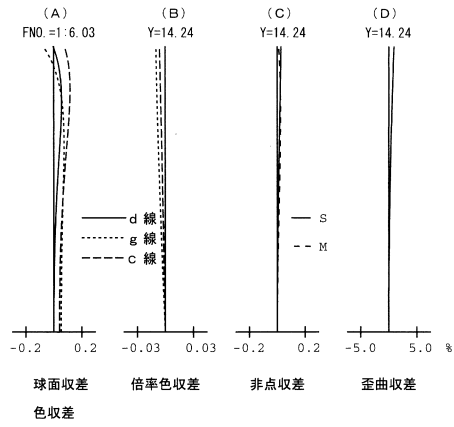 (A)
FNO.=1:6.03
(B)
Y=14.24
(C)
Y=14.24
(D)
Y=14.24
d 線
g 線
c 線
S
M
-0.2 0.2
-0.03 0.03
-0.2 0.2
-5.0 5.0 %
球面収差
色収差
倍率色収差
非点収差
歪曲収差